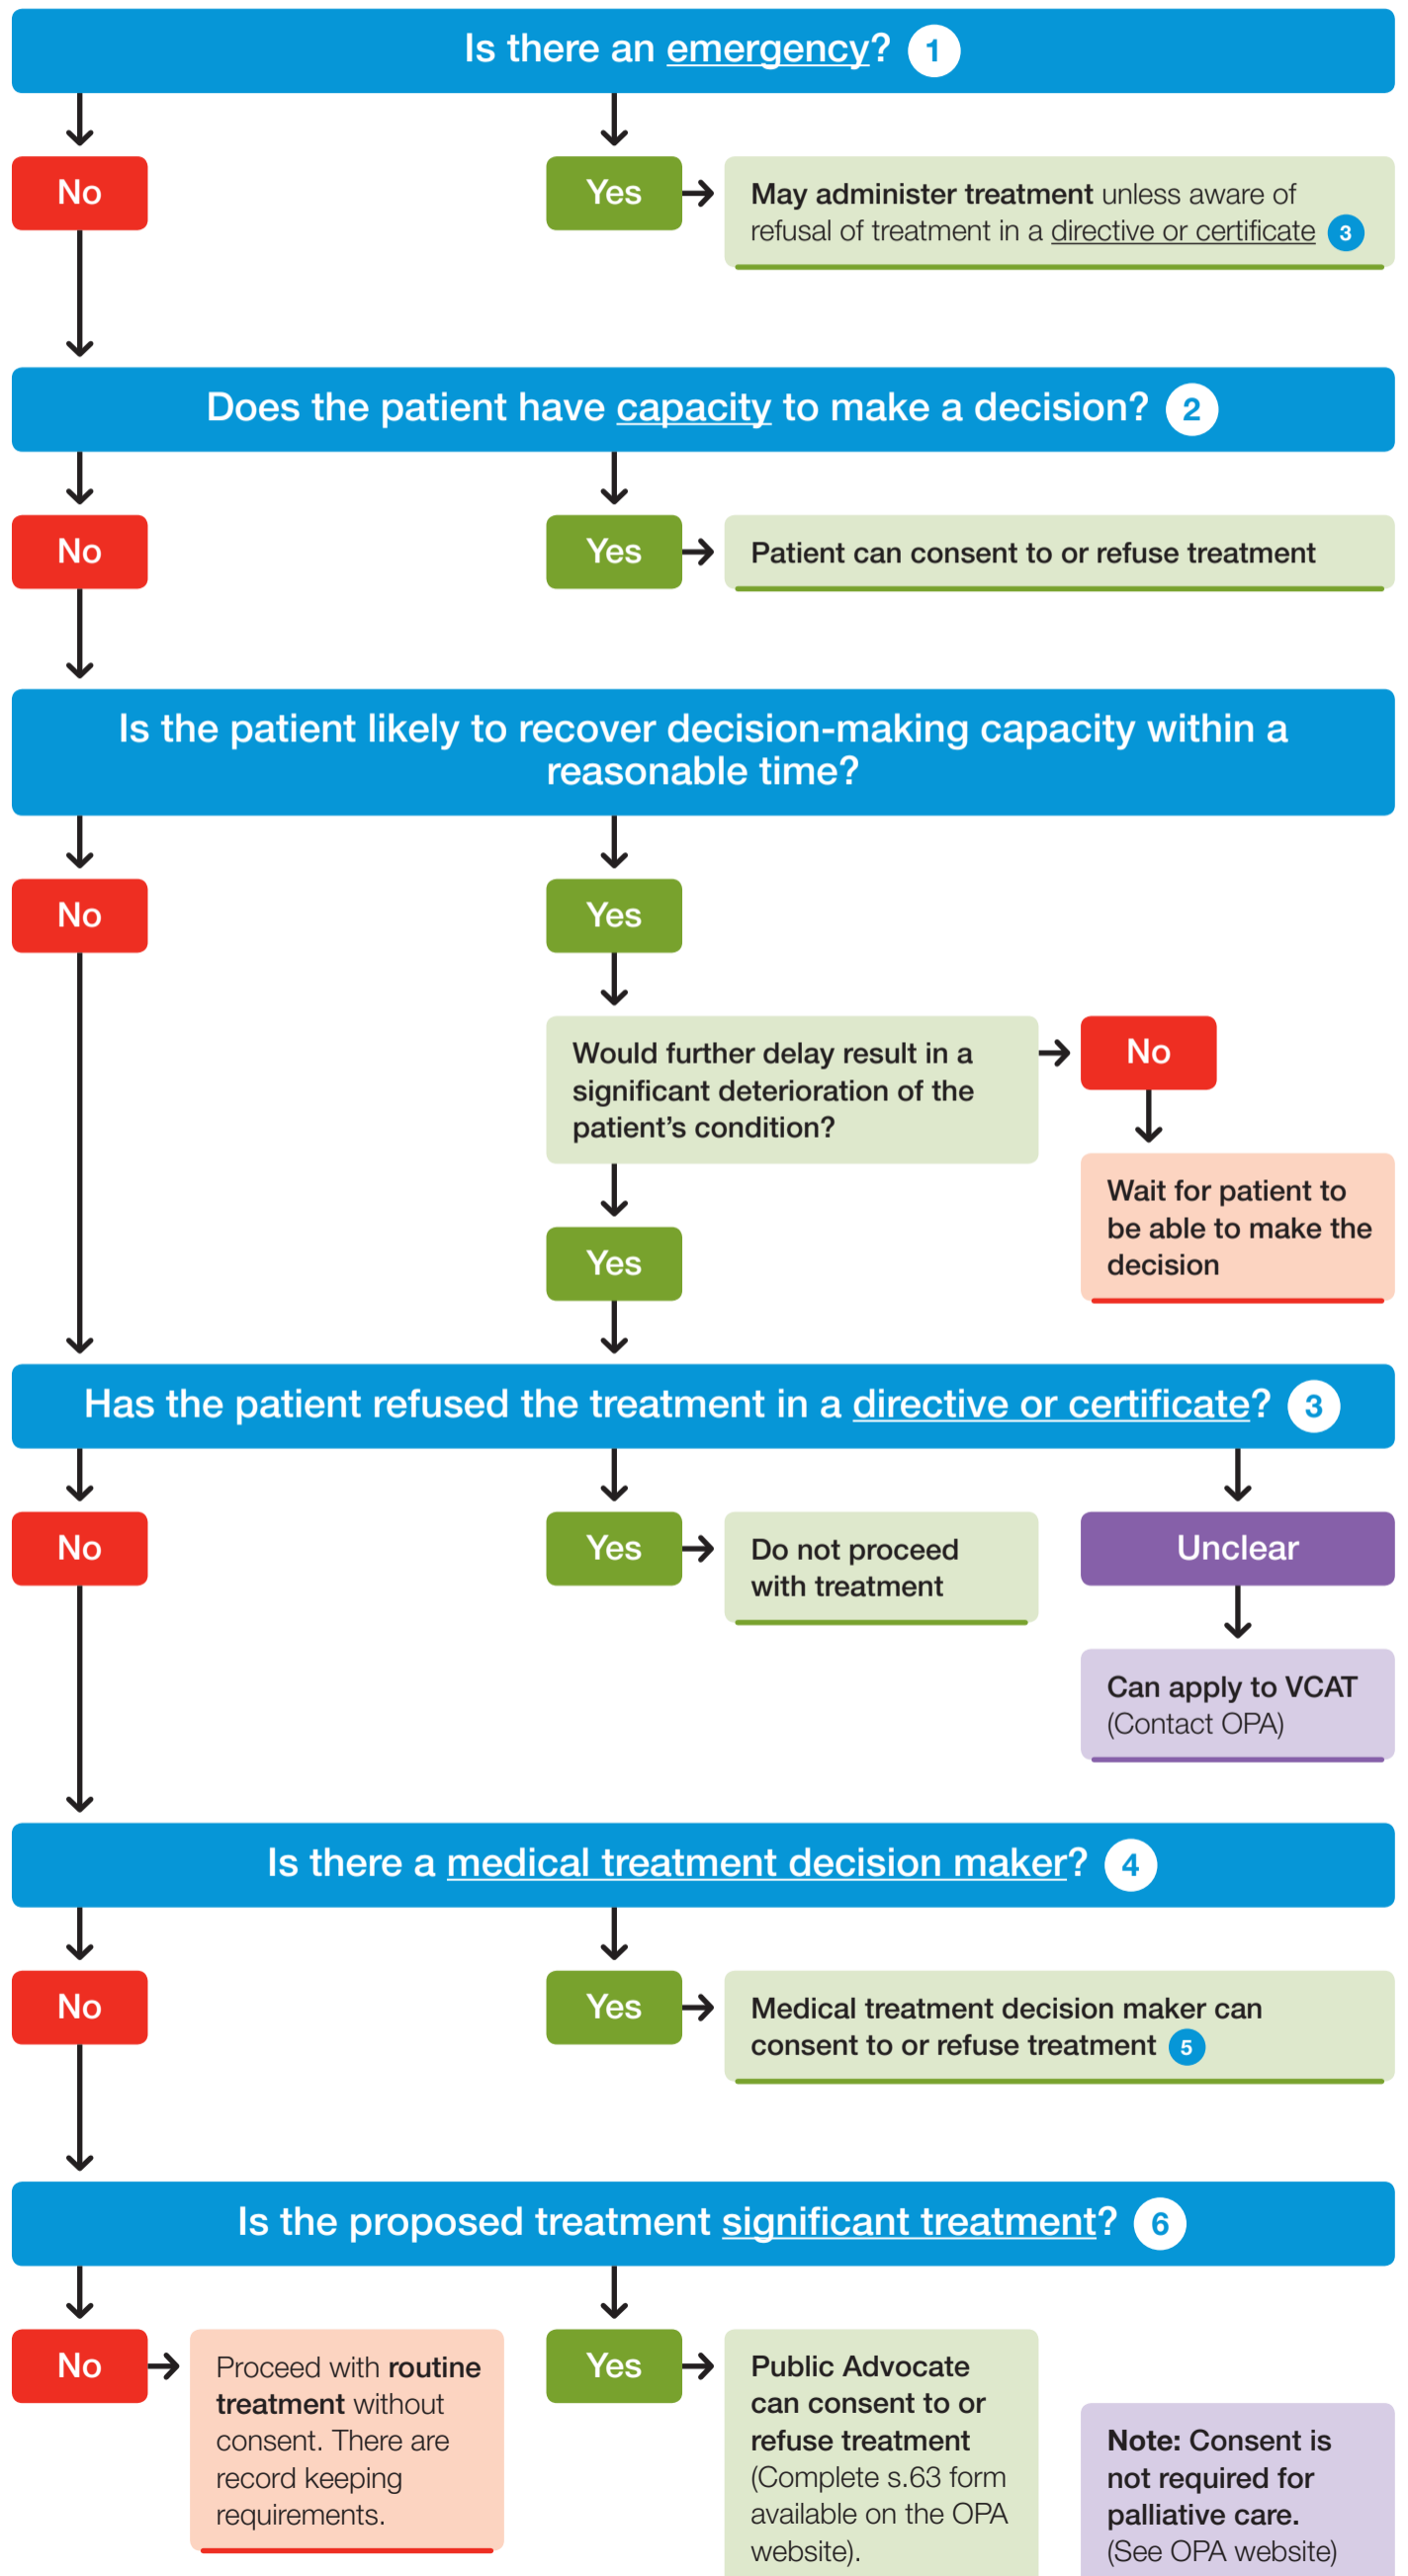 Is there an emergency? 1
No
Yes
May administer treatment unless aware of
refusal of treatment in a directive or certificate 3
Does the patient have capacity to make a decision? 2
No
Yes
Patient can consent to or refuse treatment
Is the patient likely to recover decision-making capacity within a
reasonable time?
No
Yes
Would further delay result in a
significant deterioration of the
patient’s condition?
No
Wait for patient to
be able to make the
decision
Yes
Has the patient refused the treatment in a directive or certificate? 3
No
Yes
Do not proceed
with treatment
Unclear
Can apply to VCAT
(Contact OPA)
Is there a medical treatment decision maker? 4
No
Yes
Medical treatment decision maker can
consent to or refuse treatment 5
Is the proposed treatment significant treatment? 6
No
Proceed with routine
treatment without
consent. There are
record keeping
requirements.
Yes
Public Advocate
can consent to or
refuse treatment
(Complete s.63 form
available on the OPA
website).
Note: Consent is
not required for
palliative care.
(See OPA website)